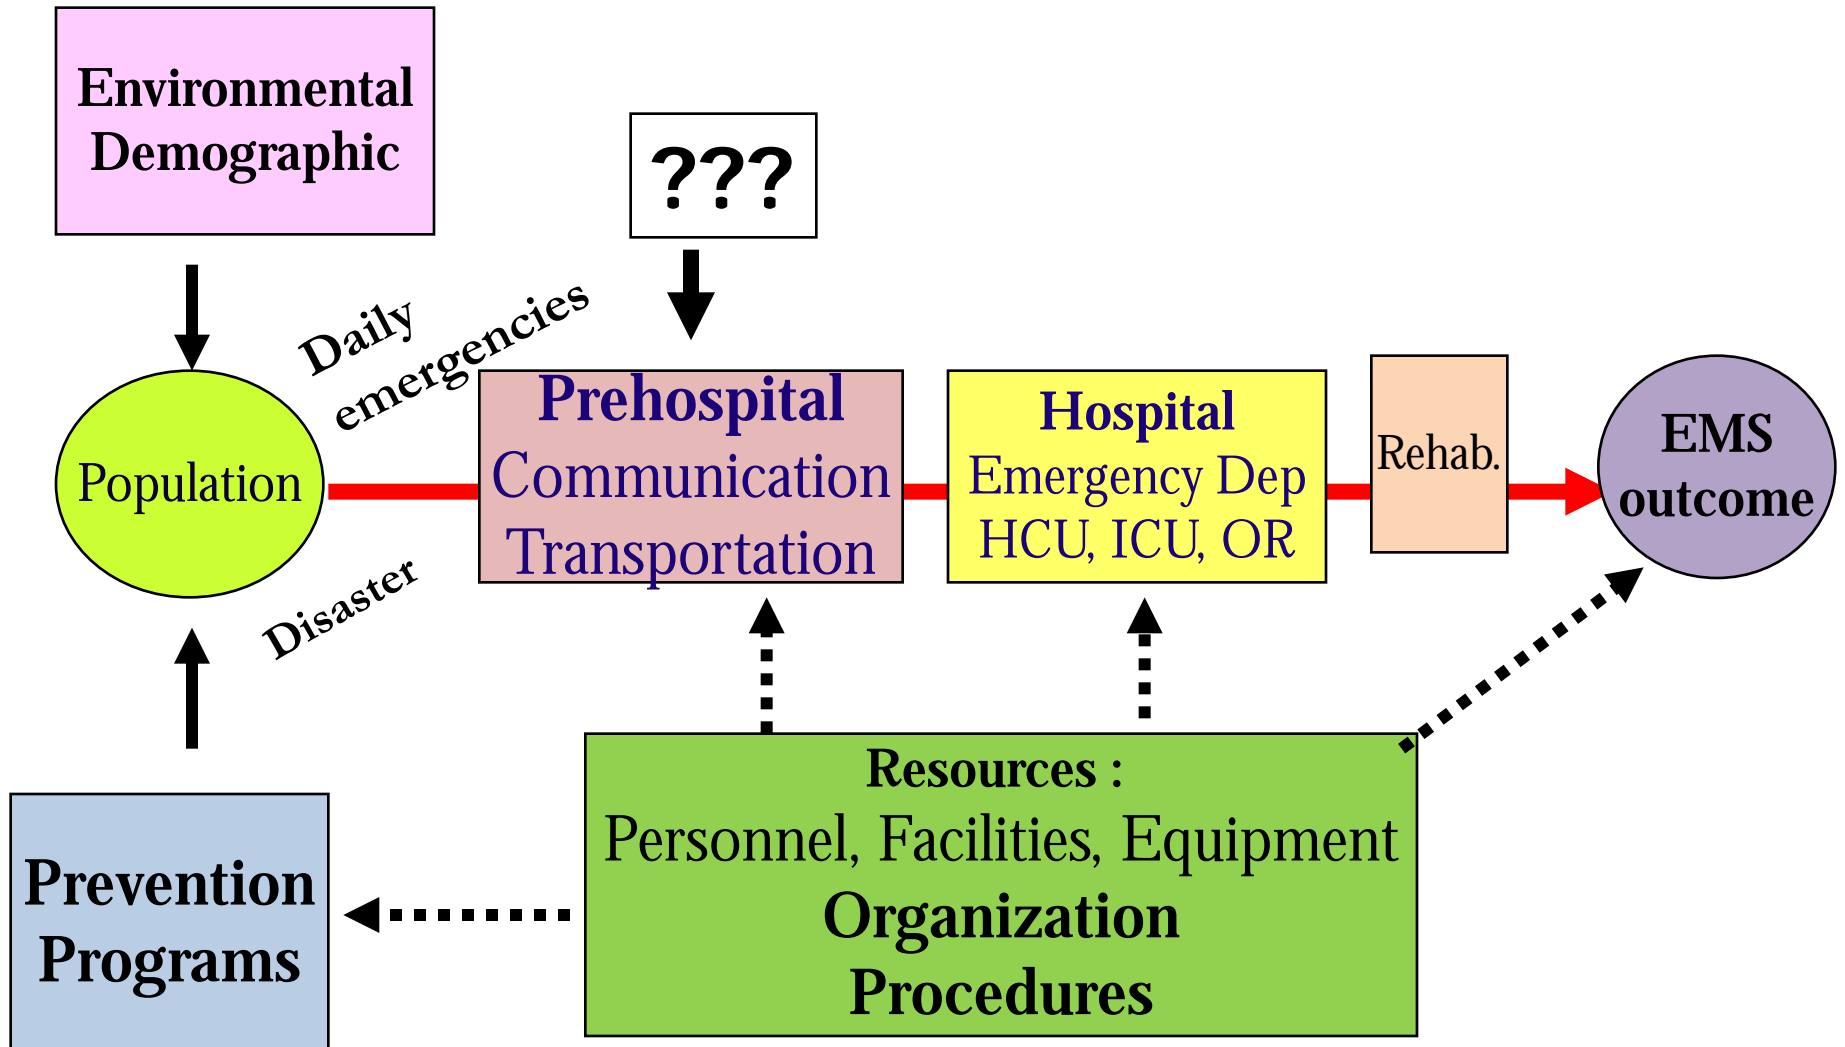 Environmental
Demographic
???
Daily
emergencies
Population
Prehospital
Communication
Transportation
Hospital
Emergency Dep
HCU, ICU, OR
Rehab.
EMS
outcome
Disaster
Prevention
Programs
Resources :
Personnel, Facilities, Equipment
Organization
Procedures